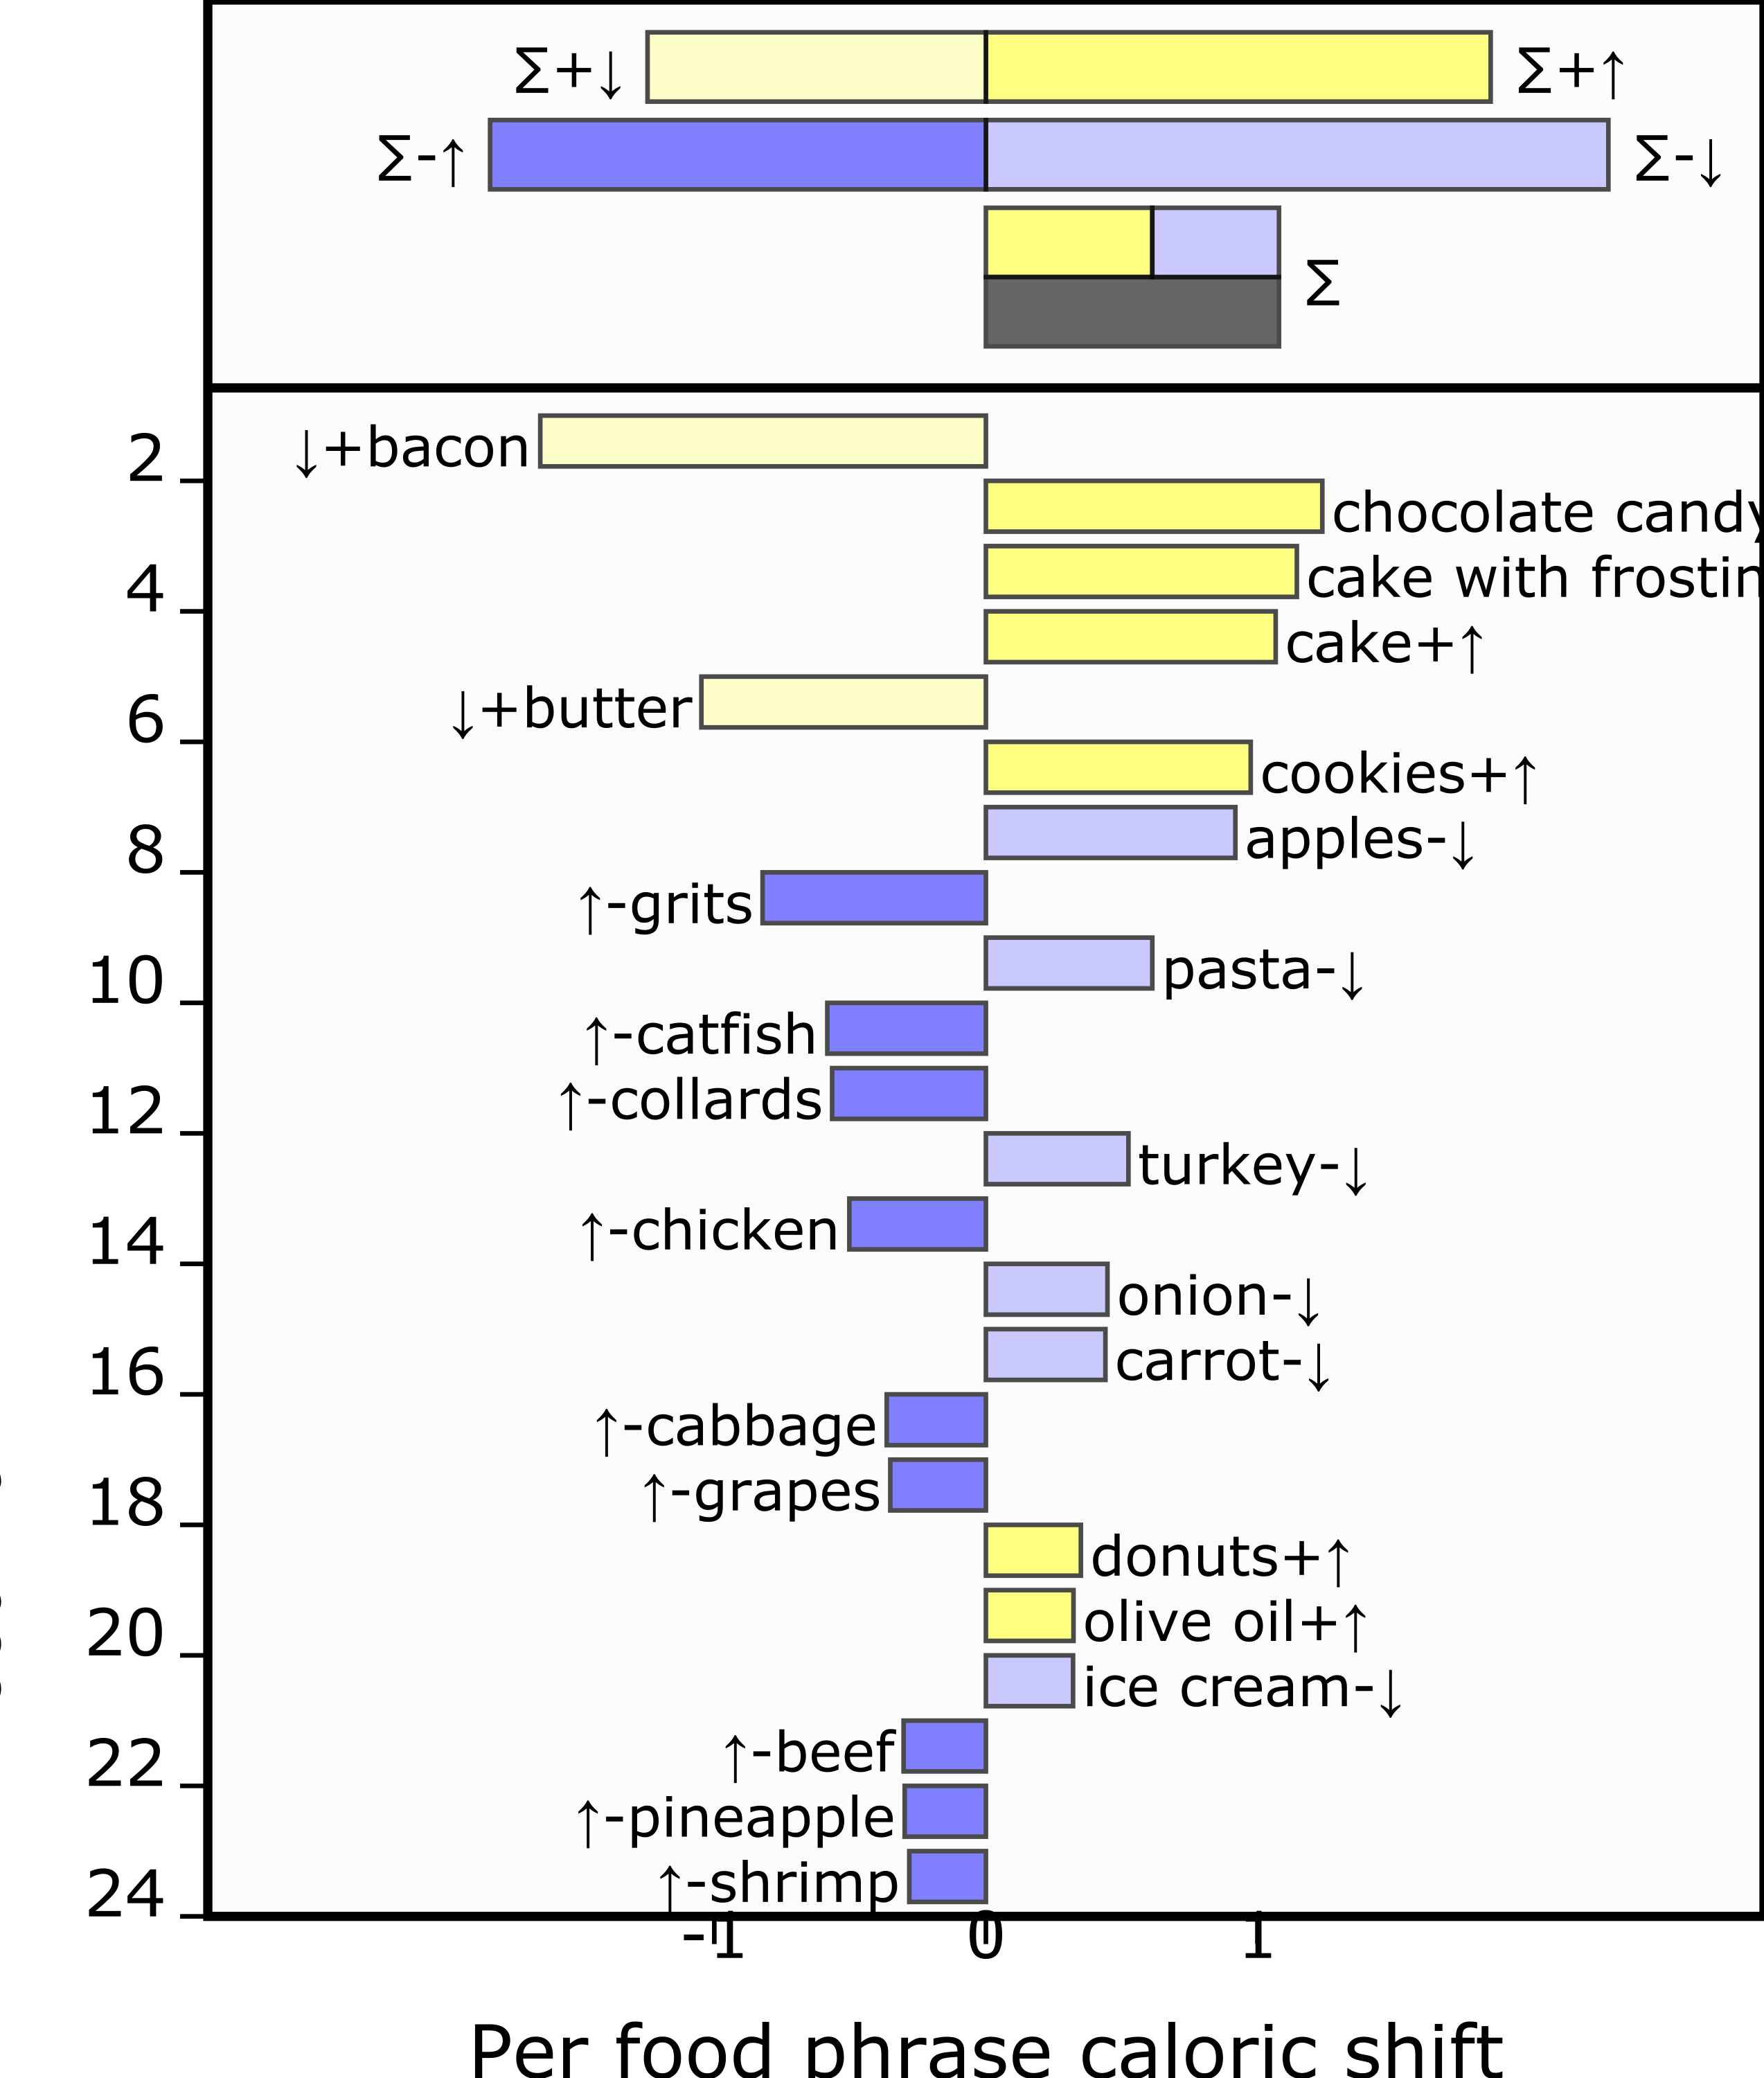 ∑+↓ ∑+↑
∑-↑ ∑-↓
∑
2 ↓+bacon
chocolate candy
4 cake with frostin
cake+↑
6 ↓+butter
cookies+↑
8 apples-↓
↑-grits
10 pasta-↓
↑-catfish
12 ↑-collards
turkey-↓
14 ↑-chicken
onion-↓
16 carrot-↓
↑-cabbage
18 ↑-grapes
donuts+↑
20 olive oil+↑
ice cream-↓
22 ↑-beef
↑-pineapple
24 ↑-shrimp
-1 0 1
Per food phrase caloric shift